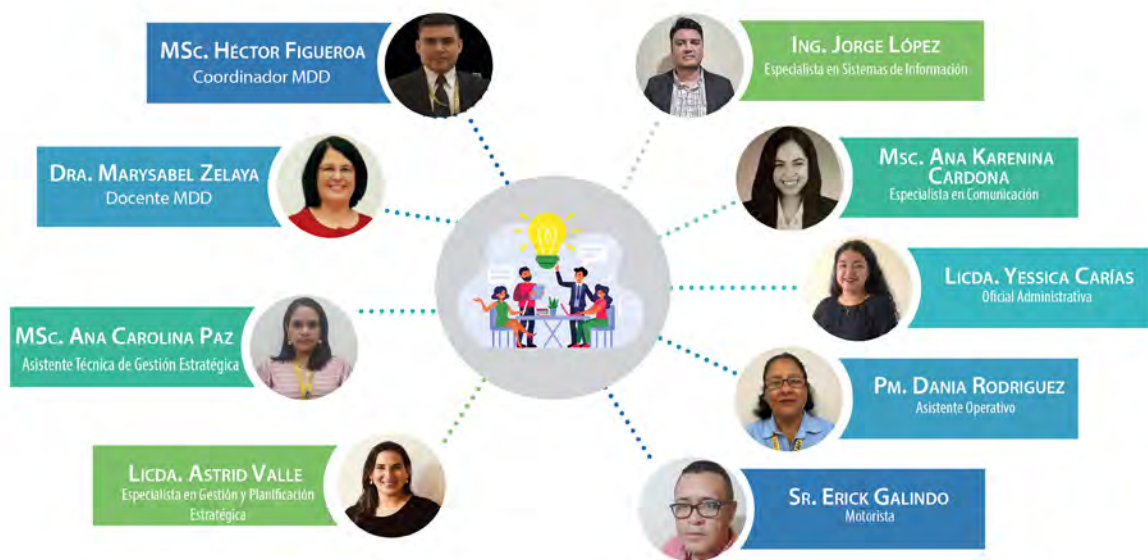 MSc. Héctor Figueroa
Coordinador MDD
Dra. Marysabel Zelaya
Docente MDD
MSc. Ana Carolina Paz
Asistente Técnica de Gestión Estratégica
Licda. Astrid Valle
Especialista en Gestión y Planificación
Estratégica
Ing. Jorge López
Especialista en Sistemas de Información
Msc. Ana Karenina
Cardona
Especialista en Comunicación
Licda. Yessica Carías
Oficial Administrativa
Pm. Dania Rodriguez
Asistente Operativo
Sr. Erick Galindo
Motorista